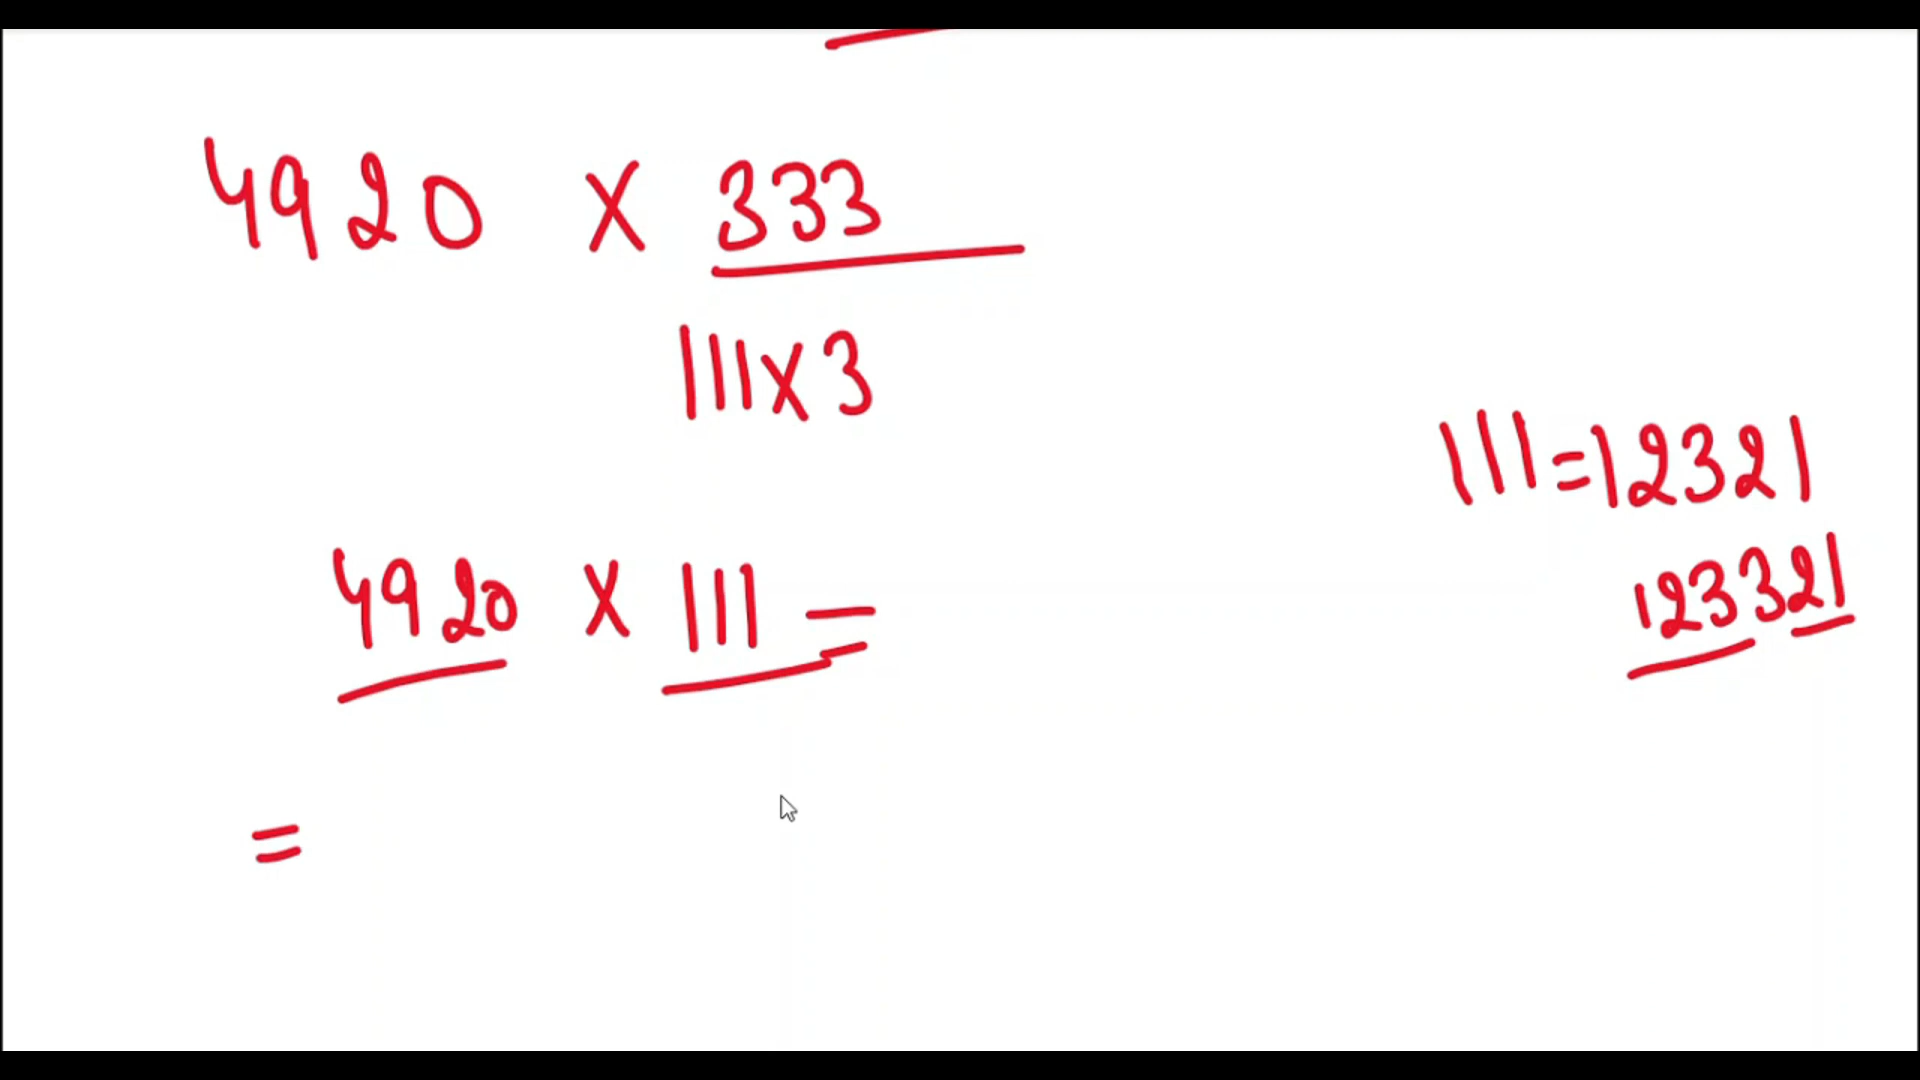 4920 X 333
111X3
111=12321
123321
4920 X 111 =
=